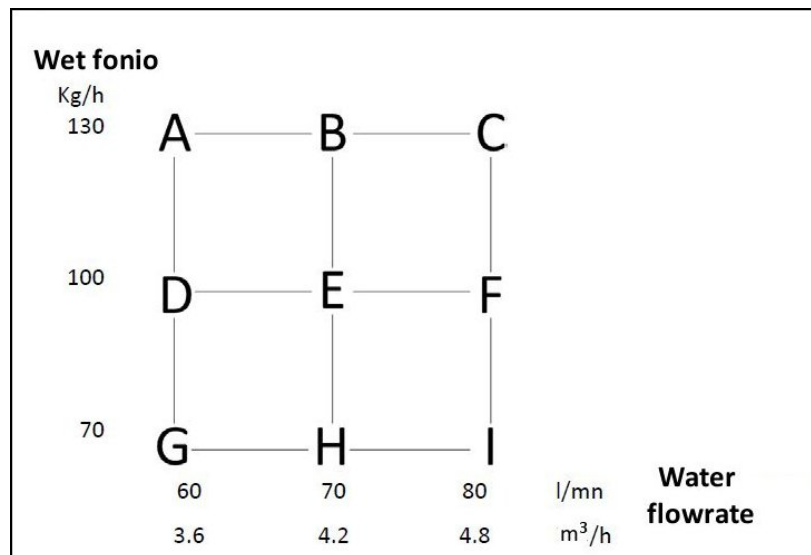 Wet fonio
Kg/h
130 A B C
100 D E F
70 G H I
60 70 80 l/mn
3.6 4.2 4.8 m³/h
Water
flowrate